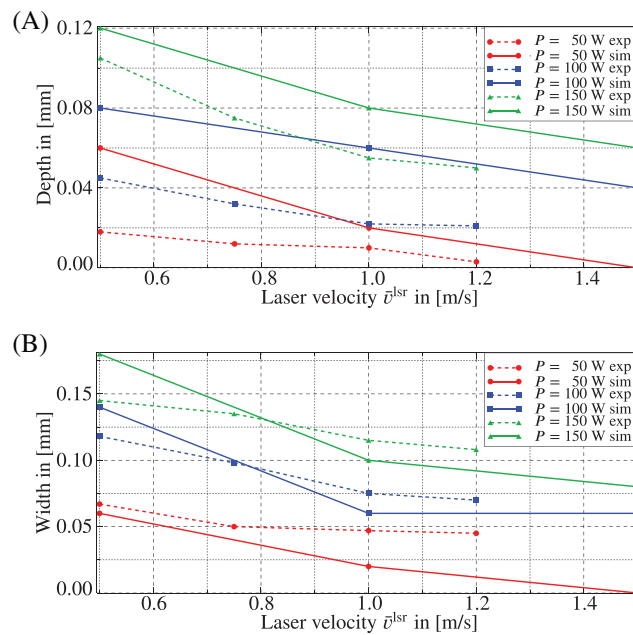 (A)
0.12
0.08
0.04
0.00
Depth in [mm]
P = 50 W exp
P = 50 W sim
P = 100 W exp
P = 100 W sim
P = 150 W exp
P = 150 W sim
0.6 0.8 1.0 1.2 1.4
Laser velocity v̄lsr in [m/s]
(B)
0.15
0.10
0.05
0.00
Width in [mm]
P = 50 W exp
P = 50 W sim
P = 100 W exp
P = 100 W sim
P = 150 W exp
P = 150 W sim
0.6 0.8 1.0 1.2 1.4
Laser velocity v̄lsr in [m/s]